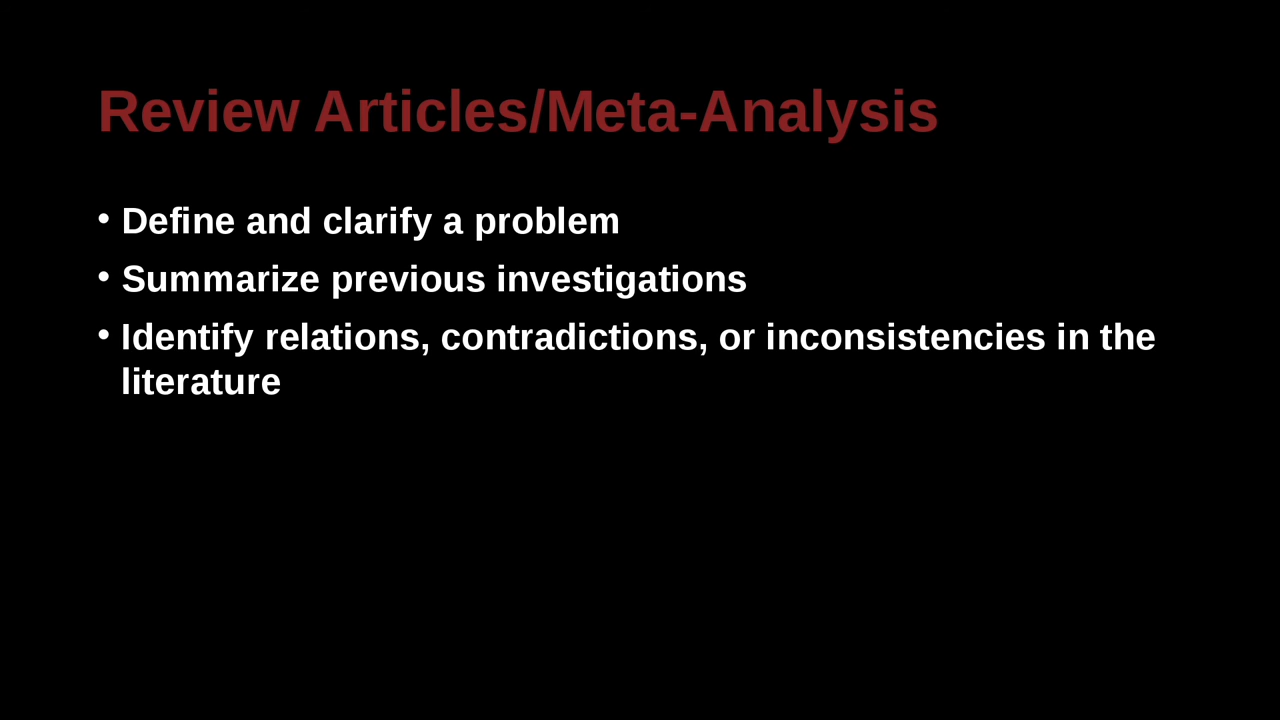 Review Articles/Meta-Analysis
• Define and clarify a problem
• Summarize previous investigations
• Identify relations, contradictions, or inconsistencies in the
literature